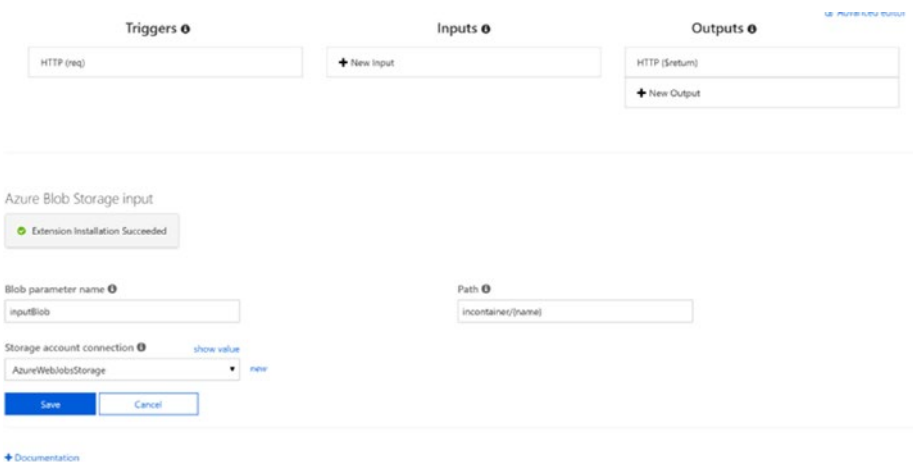 Advanced editor
Triggers
Inputs
Outputs
HTTP (req)
New Input
HTTP ($return)
New Output
Azure Blob Storage input
Extension Installation Succeeded
Blob parameter name
Path
inputBlob
incontainer/{name}
Storage account connection
show value
AzureWebJobsStorage
new
Save
Cancel
Documentation